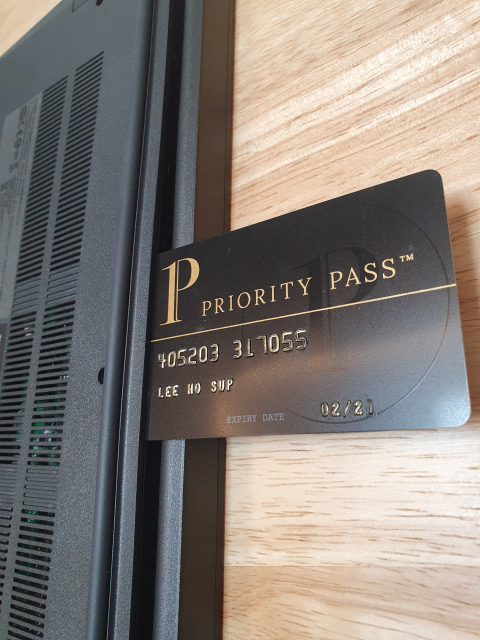 P PRIORITY PASS™
405203 317055
LEE HO SUP
EXPIRY DATE 02/21